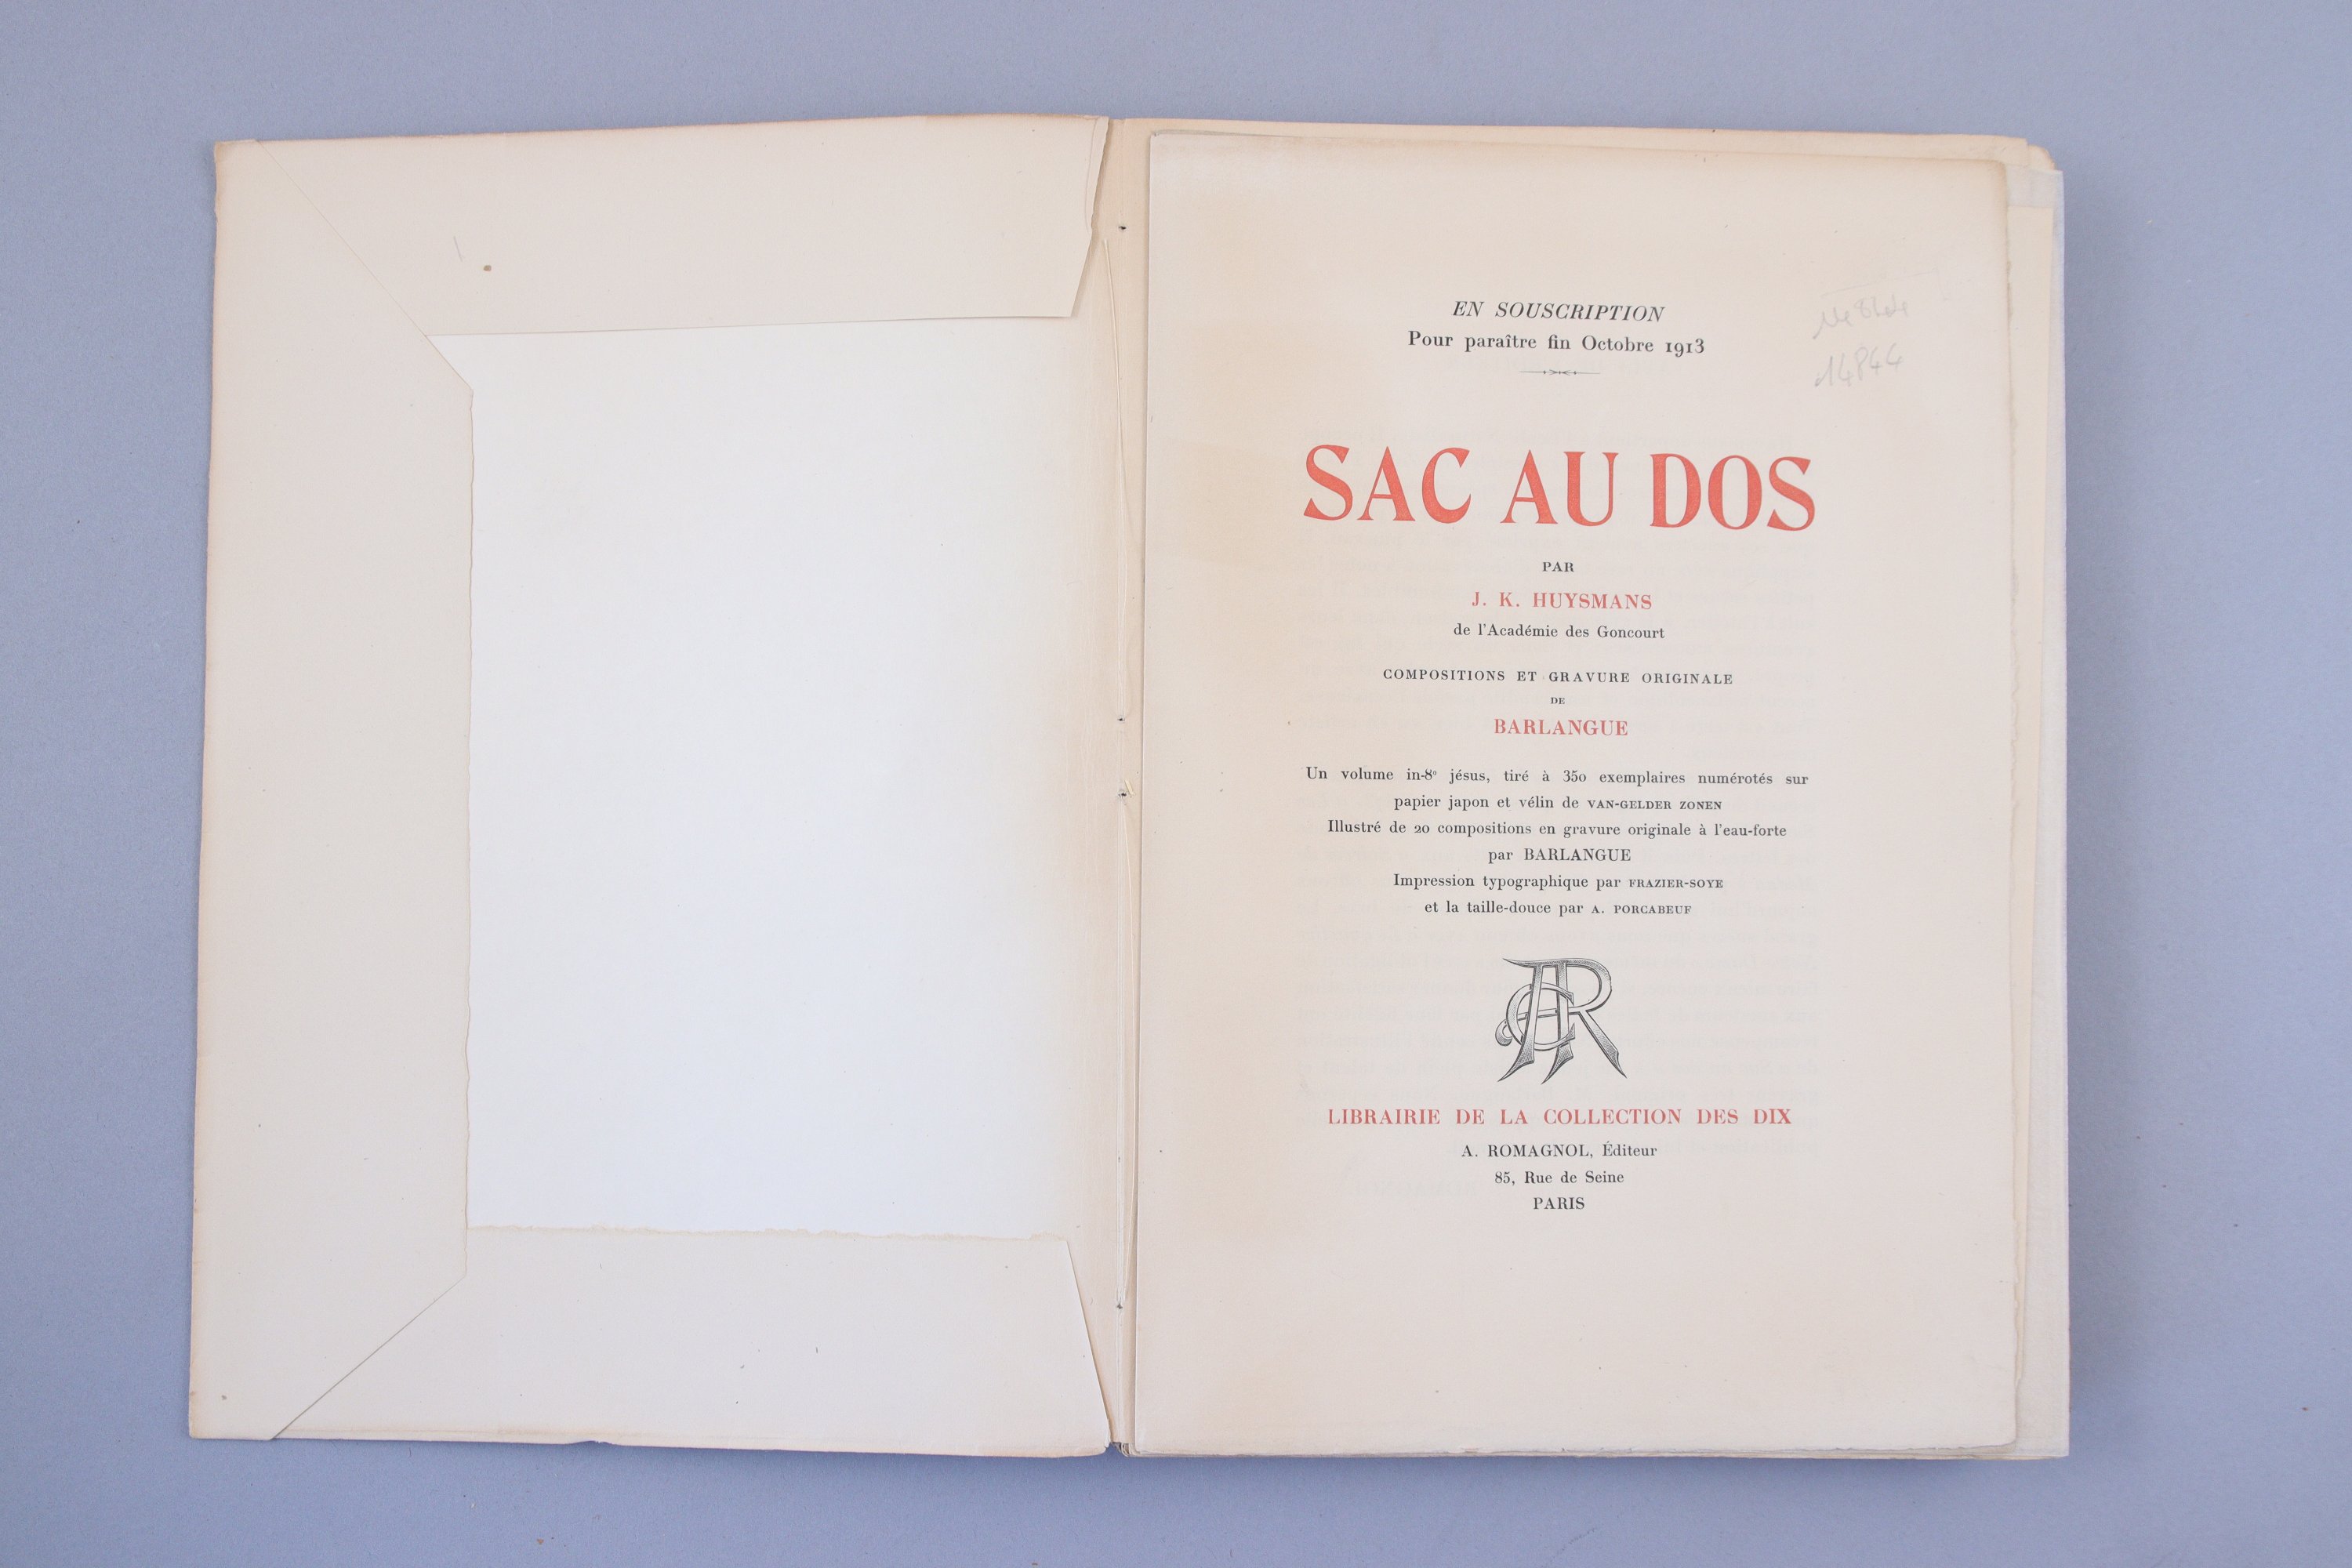 EN SOUSCRIPTION
Pour paraître fin Octobre 1913
SAC AU DOS
PAR
J. K. HUYSMANS
de l'Académie des Goncourt
COMPOSITIONS ET GRAVURE ORIGINALE
DE
BARLANGUE
Un volume in-8º jésus, tiré à 350 exemplaires numérotés sur
papier japon et vélin de VAN-GELDER ZONEN
Illustré de 20 compositions en gravure originale à l'eau-forte
par BARLANGUE
Impression typographique par FRAZIER-SOYE
et la taille-douce par A. PORCABEUF
LIBRAIRIE DE LA COLLECTION DES DIX
A. ROMAGNOL, Éditeur
85, Rue de Seine
PARIS